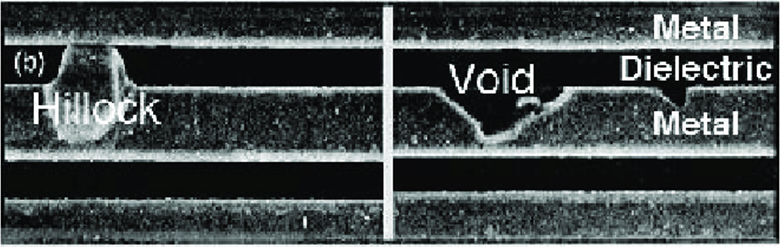 (b)
Hillock
Void
Metal
Dielectric
Metal